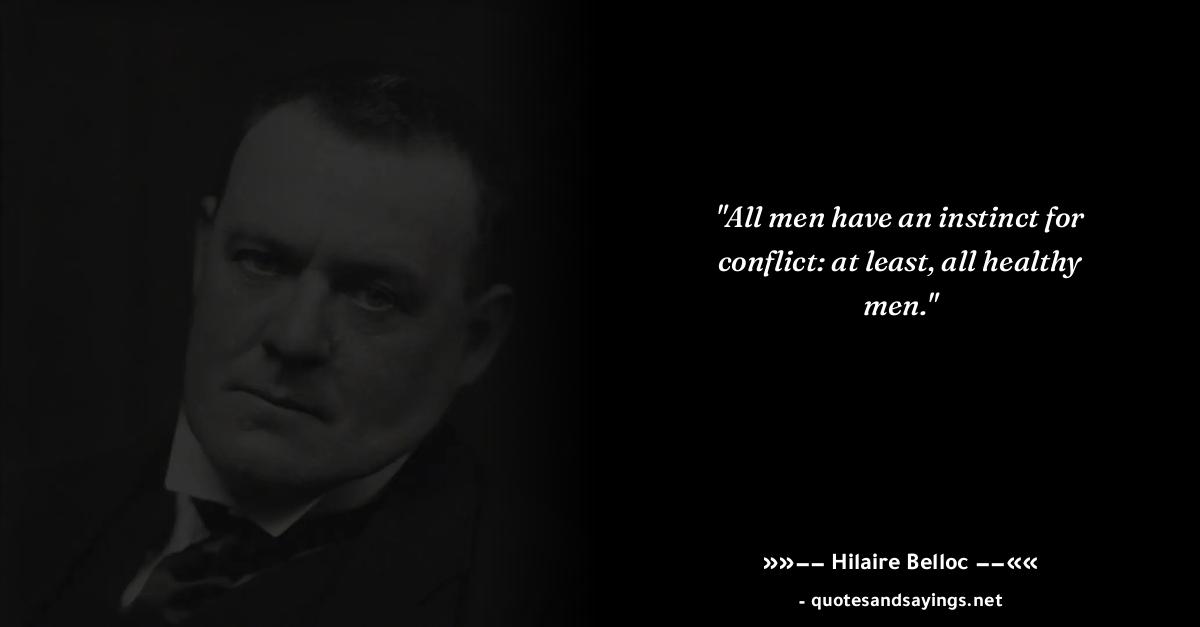 "All men have an instinct for
conflict: at least, all healthy
men."
»»−− Hilaire Belloc −−««
- quotesandsayings.net